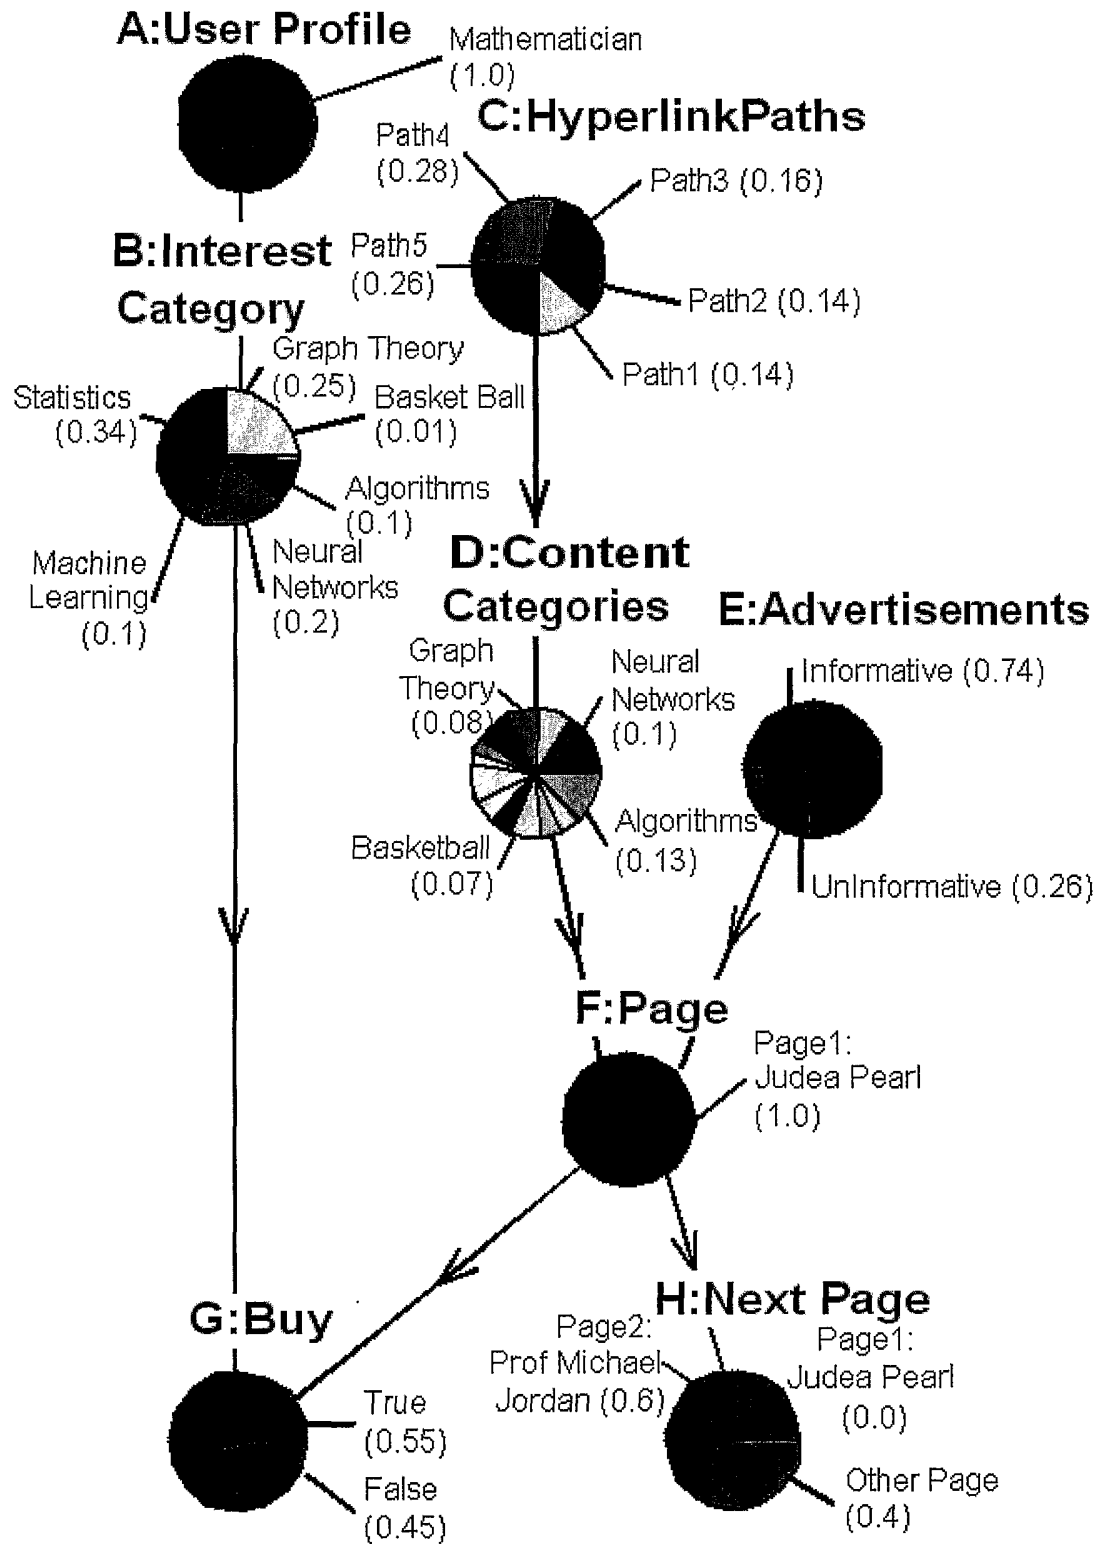 A:User Profile
Mathematician
(1.0)
C:HyperlinkPaths
Path4
(0.28)
Path3 (0.16)
B:Interest
Category
Path5
(0.26)
Path2 (0.14)
Path1 (0.14)
Graph Theory
(0.25)
Statistics
(0.34)
Basket Ball
(0.01)
Algorithms
(0.1)
Machine
Learning
(0.1)
Neural
Networks
(0.2)
D:Content
Categories
E:Advertisements
Graph
Theory
(0.08)
Neural
Networks
(0.1)
Informative (0.74)
Algorithms
(0.13)
Basketball
(0.07)
UnInformative (0.26)
F:Page
Page1:
Judea Pearl
(1.0)
G:Buy
H:Next Page
Page2:
Prof Michael
Jordan (0.6)
Page1:
Judea Pearl
(0.0)
True
(0.55)
False
(0.45)
Other Page
(0.4)